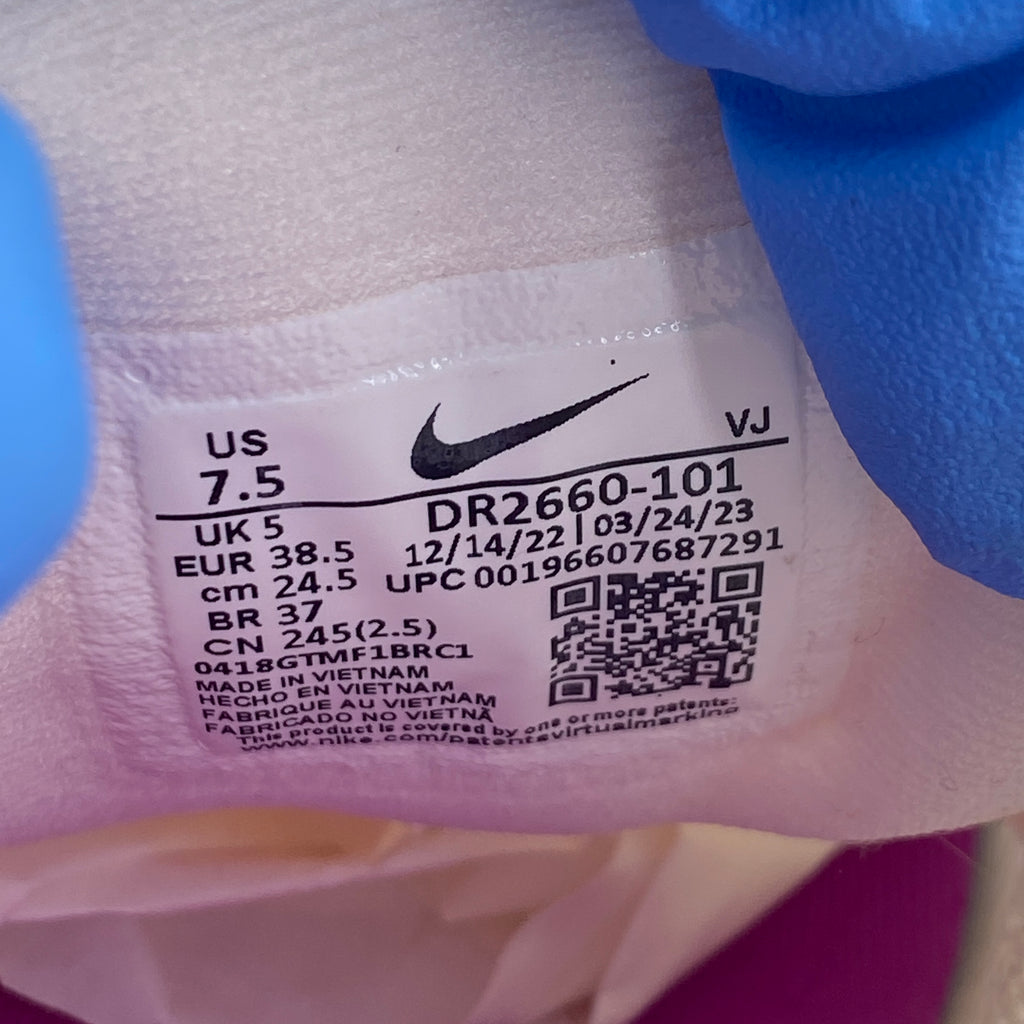 US
7.5
VJ
UK 5
EUR 38.5
cm 24.5
BR 37
CN 245(2.5)
DR2660-101
12/14/22 | 03/24/23
UPC 00196607687291
0418GTMF1BRC1
MADE IN VIETNAM
HECHO EN VIETNAM
FABRIQUE AU VIETNAM
FABRICADO NO VIETNÃ
This product is covered by one or more patents:
www.nike.com/patentsvirtualmarking